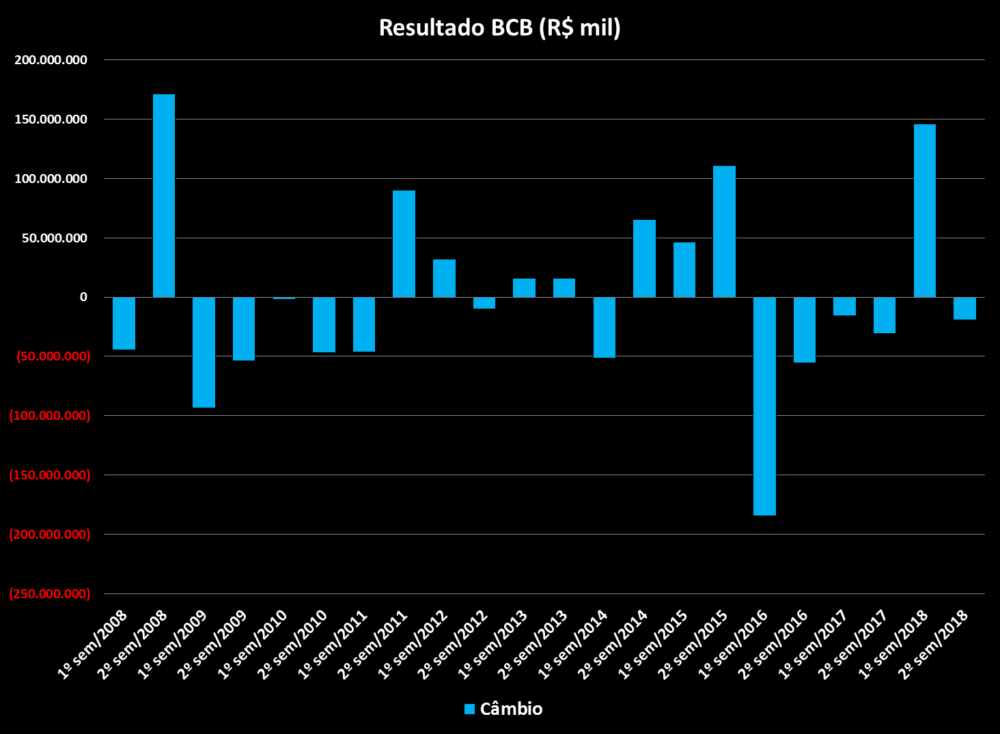 Resultado BCB (R$ mil)
200.000.000
150.000.000
100.000.000
50.000.000
0
(50.000.000)
(100.000.000)
(150.000.000)
(200.000.000)
(250.000.000)
1º sem/2008
2º sem/2008
1º sem/2009
2º sem/2009
1º sem/2010
2º sem/2010
1º sem/2011
2º sem/2011
1º sem/2012
2º sem/2012
1º sem/2013
2º sem/2013
1º sem/2014
2º sem/2014
1º sem/2015
2º sem/2015
1º sem/2016
2º sem/2016
1º sem/2017
2º sem/2017
1º sem/2018
2º sem/2018
Câmbio